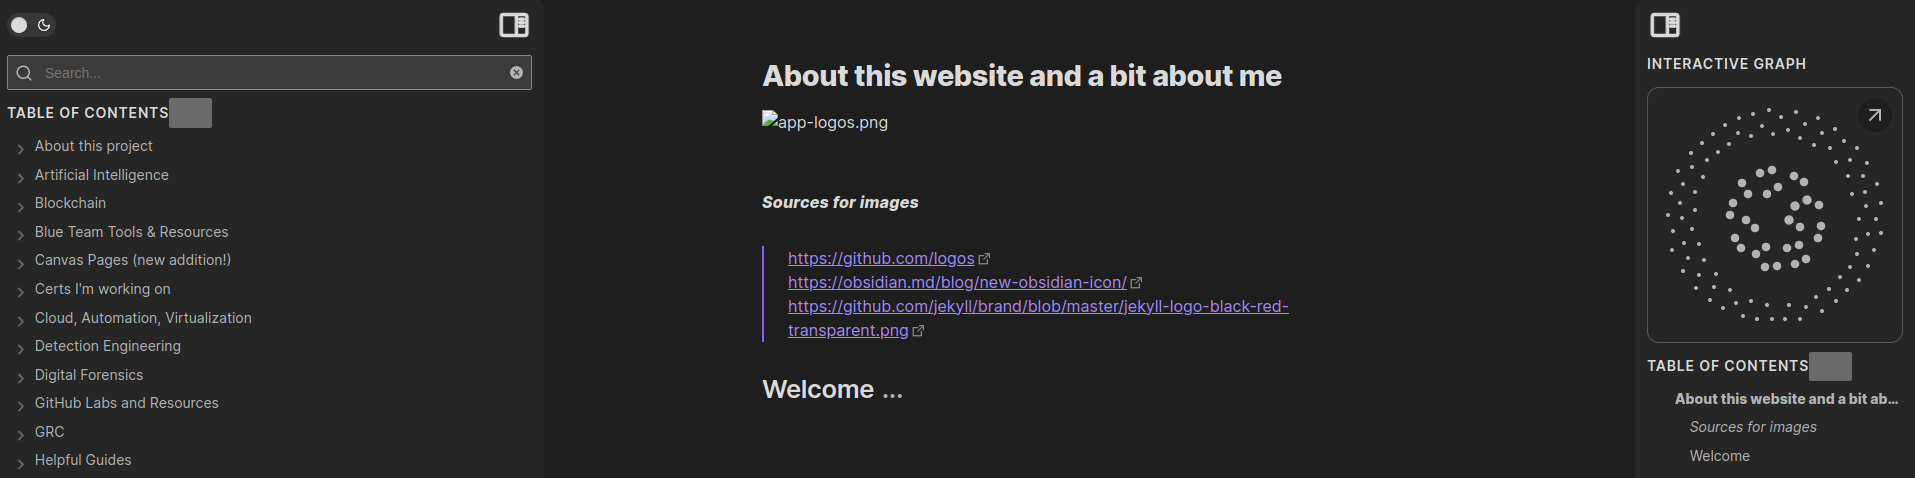 Search...
TABLE OF CONTENTS
About this project
Artificial Intelligence
Blockchain
Blue Team Tools & Resources
Canvas Pages (new addition!)
Certs I'm working on
Cloud, Automation, Virtualization
Detection Engineering
Digital Forensics
GitHub Labs and Resources
GRC
Helpful Guides
About this website and a bit about me
app-logos.png
Sources for images
https://github.com/logos
https://obsidian.md/blog/new-obsidian-icon/
https://github.com/jekyll/brand/blob/master/jekyll-logo-black-red-
transparent.png
Welcome ...
INTERACTIVE GRAPH
TABLE OF CONTENTS
About this website and a bit ab...
Sources for images
Welcome